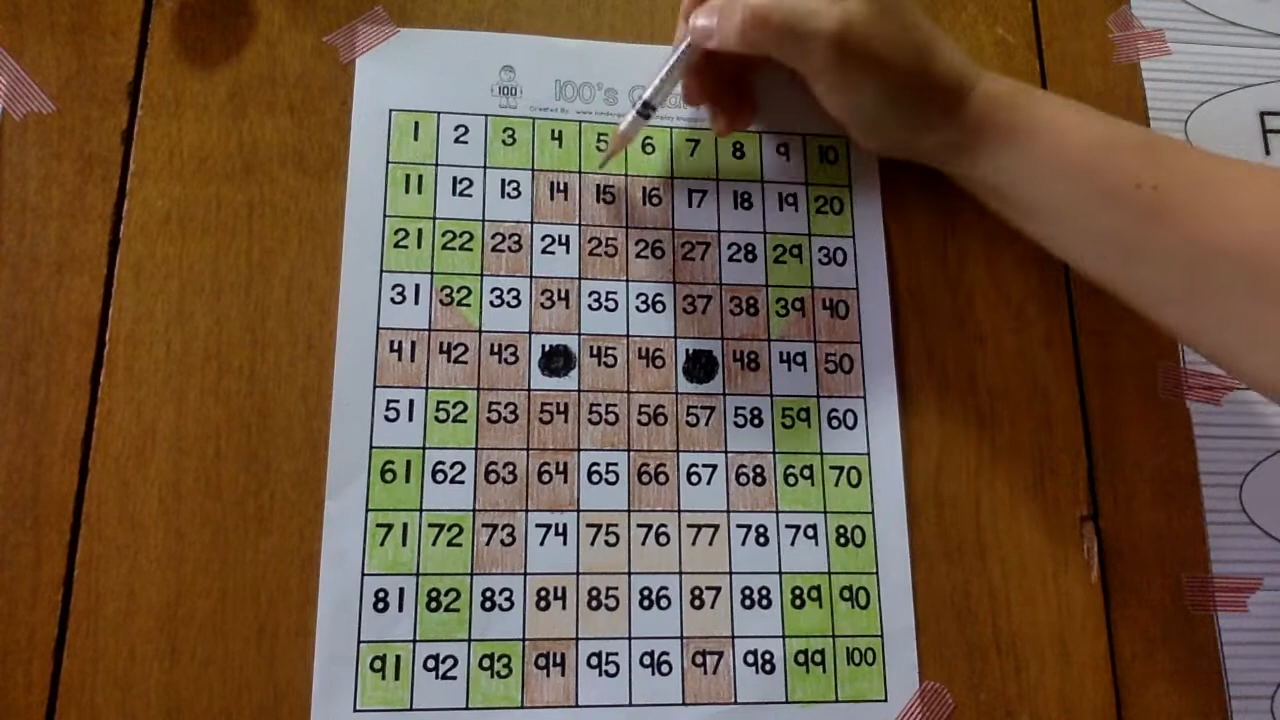 100
100's
Created By: www.kinderg
1 2 3 4 5 6 7 8 9 10
11 12 13 14 15 16 17 18 19 20
21 22 23 24 25 26 27 28 29 30
31 32 33 34 35 36 37 38 39 40
41 42 43 45 46 48 49 50
51 52 53 54 55 56 57 58 59 60
61 62 63 64 65 66 67 68 69 70
71 72 73 74 75 76 77 78 79 80
81 82 83 84 85 86 87 88 89 90
91 92 93 94 95 96 97 98 99 100
F